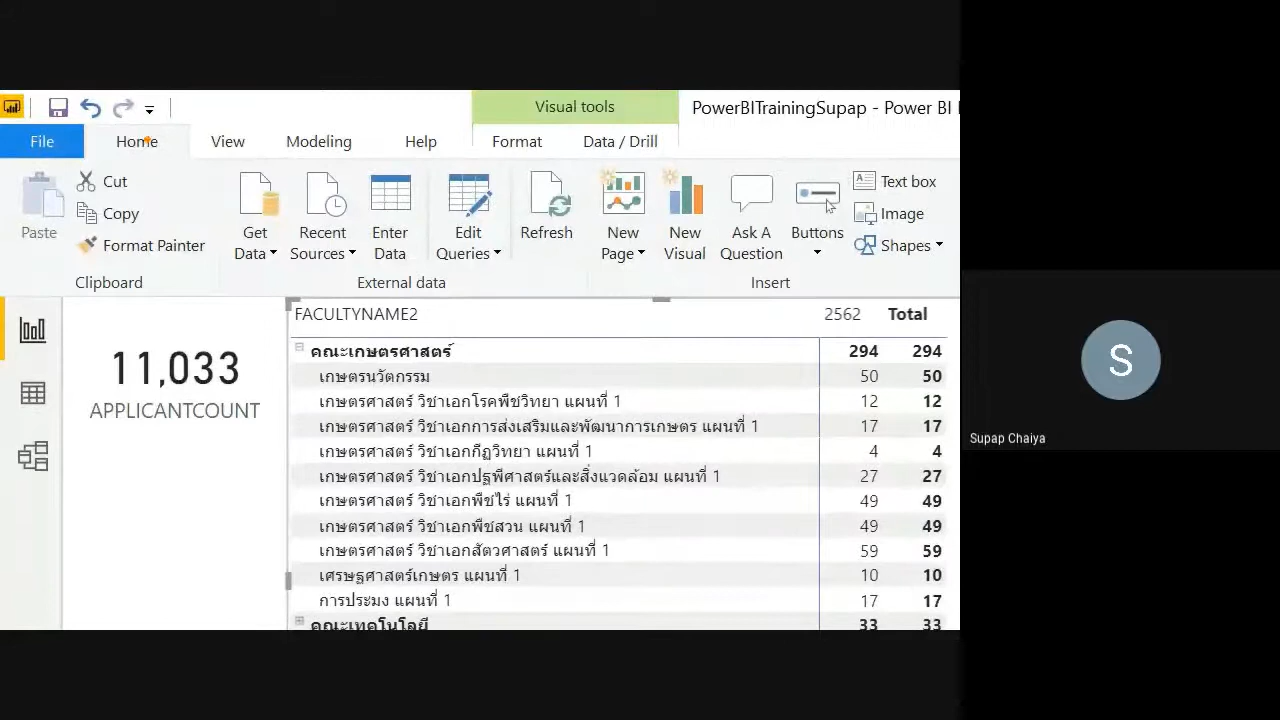 Visual tools
PowerBITrainingSupap - Power BI
File Home View Modeling Help Format Data / Drill
Paste
Cut
Copy
Format Painter
Clipboard
Get Data
Recent Sources
Enter Data
Edit Queries
External data
Refresh
New Page
New Visual
Ask A Question
Buttons
Text box
Image
Shapes
Insert
11,033
APPLICANTCOUNT
FACULTYNAME2 2562 Total
คณะเกษตรศาสตร์ 294 294
เกษตรนวัตกรรม 50 50
เกษตรศาสตร์ วิชาเอกโรคพืชวิทยา แผนที่ 1 12 12
เกษตรศาสตร์ วิชาเอกการส่งเสริมและพัฒนาการเกษตร แผนที่ 1 17 17
เกษตรศาสตร์ วิชาเอกกีฏวิทยา แผนที่ 1 4 4
เกษตรศาสตร์ วิชาเอกปฐพีศาสตร์และสิ่งแวดล้อม แผนที่ 1 27 27
เกษตรศาสตร์ วิชาเอกพืชไร่ แผนที่ 1 49 49
เกษตรศาสตร์ วิชาเอกพืชสวน แผนที่ 1 49 49
เกษตรศาสตร์ วิชาเอกสัตวศาสตร์ แผนที่ 1 59 59
เศรษฐศาสตร์เกษตร แผนที่ 1 10 10
การประมง แผนที่ 1 17 17
คณะเทคโนโลยี 33 33
S
Supap Chaiya